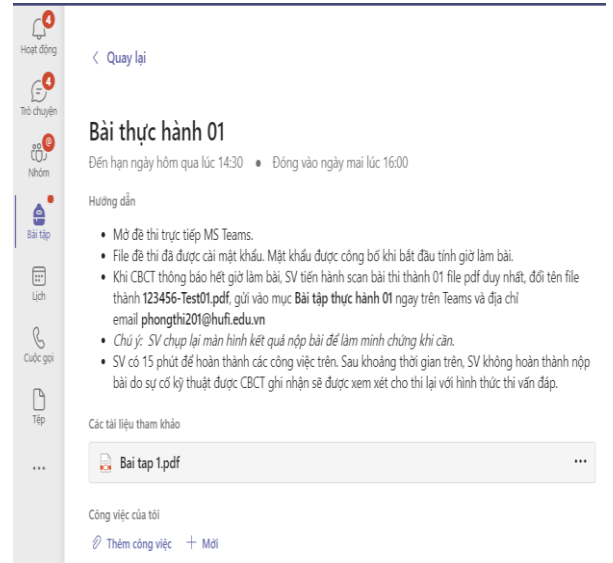 4
Hoạt động
4
Trò chuyện
@
Nhóm
Bài tập
Lịch
Cuộc gọi
Tệp
...
< Quay lại
Bài thực hành 01
Đến hạn ngày hôm qua lúc 14:30 • Đóng vào ngày mai lúc 16:00
Hướng dẫn
• Mở đề thi trực tiếp MS Teams.
• File đề thi đã được cài mật khẩu. Mật khẩu được công bố khi bắt đầu tính giờ làm bài.
• Khi CBCT thông báo hết giờ làm bài, SV tiến hành scan bài thi thành 01 file pdf duy nhất, đổi tên file
thành 123456-Test01.pdf, gửi vào mục Bài tập thực hành 01 ngay trên Teams và địa chỉ
email phongthi201@hufi.edu.vn
• Chú ý: SV chụp lại màn hình kết quả nộp bài để làm minh chứng khi cần.
• SV có 15 phút để hoàn thành các công việc trên. Sau khoảng thời gian trên, SV không hoàn thành nộp
bài do sự cố kỹ thuật được CBCT ghi nhận sẽ được xem xét cho thi lại với hình thức thi vấn đáp.
Các tài liệu tham khảo
Bai tap 1.pdf
...
Công việc của tôi
Thêm công việc + Mới